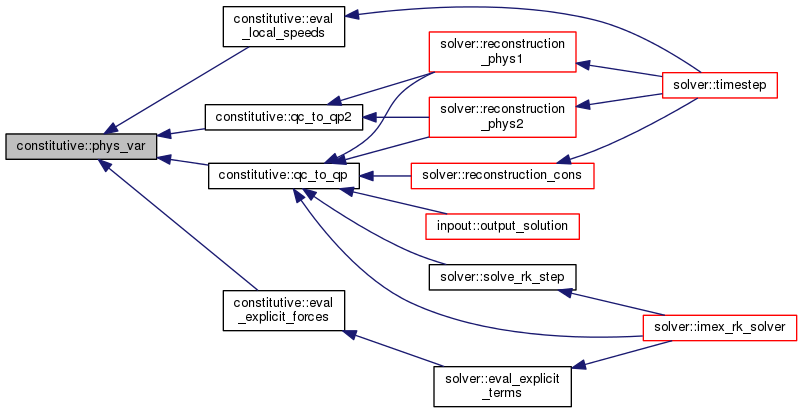 constitutive::eval
_local_speeds
solver::reconstruction
_phys1
solver::timestep
constitutive::qc_to_qp2
solver::reconstruction
_phys2
constitutive::phys_var
constitutive::qc_to_qp
solver::reconstruction_cons
inpout::output_solution
solver::solve_rk_step
constitutive::eval
_explicit_forces
solver::imex_rk_solver
solver::eval_explicit
_terms